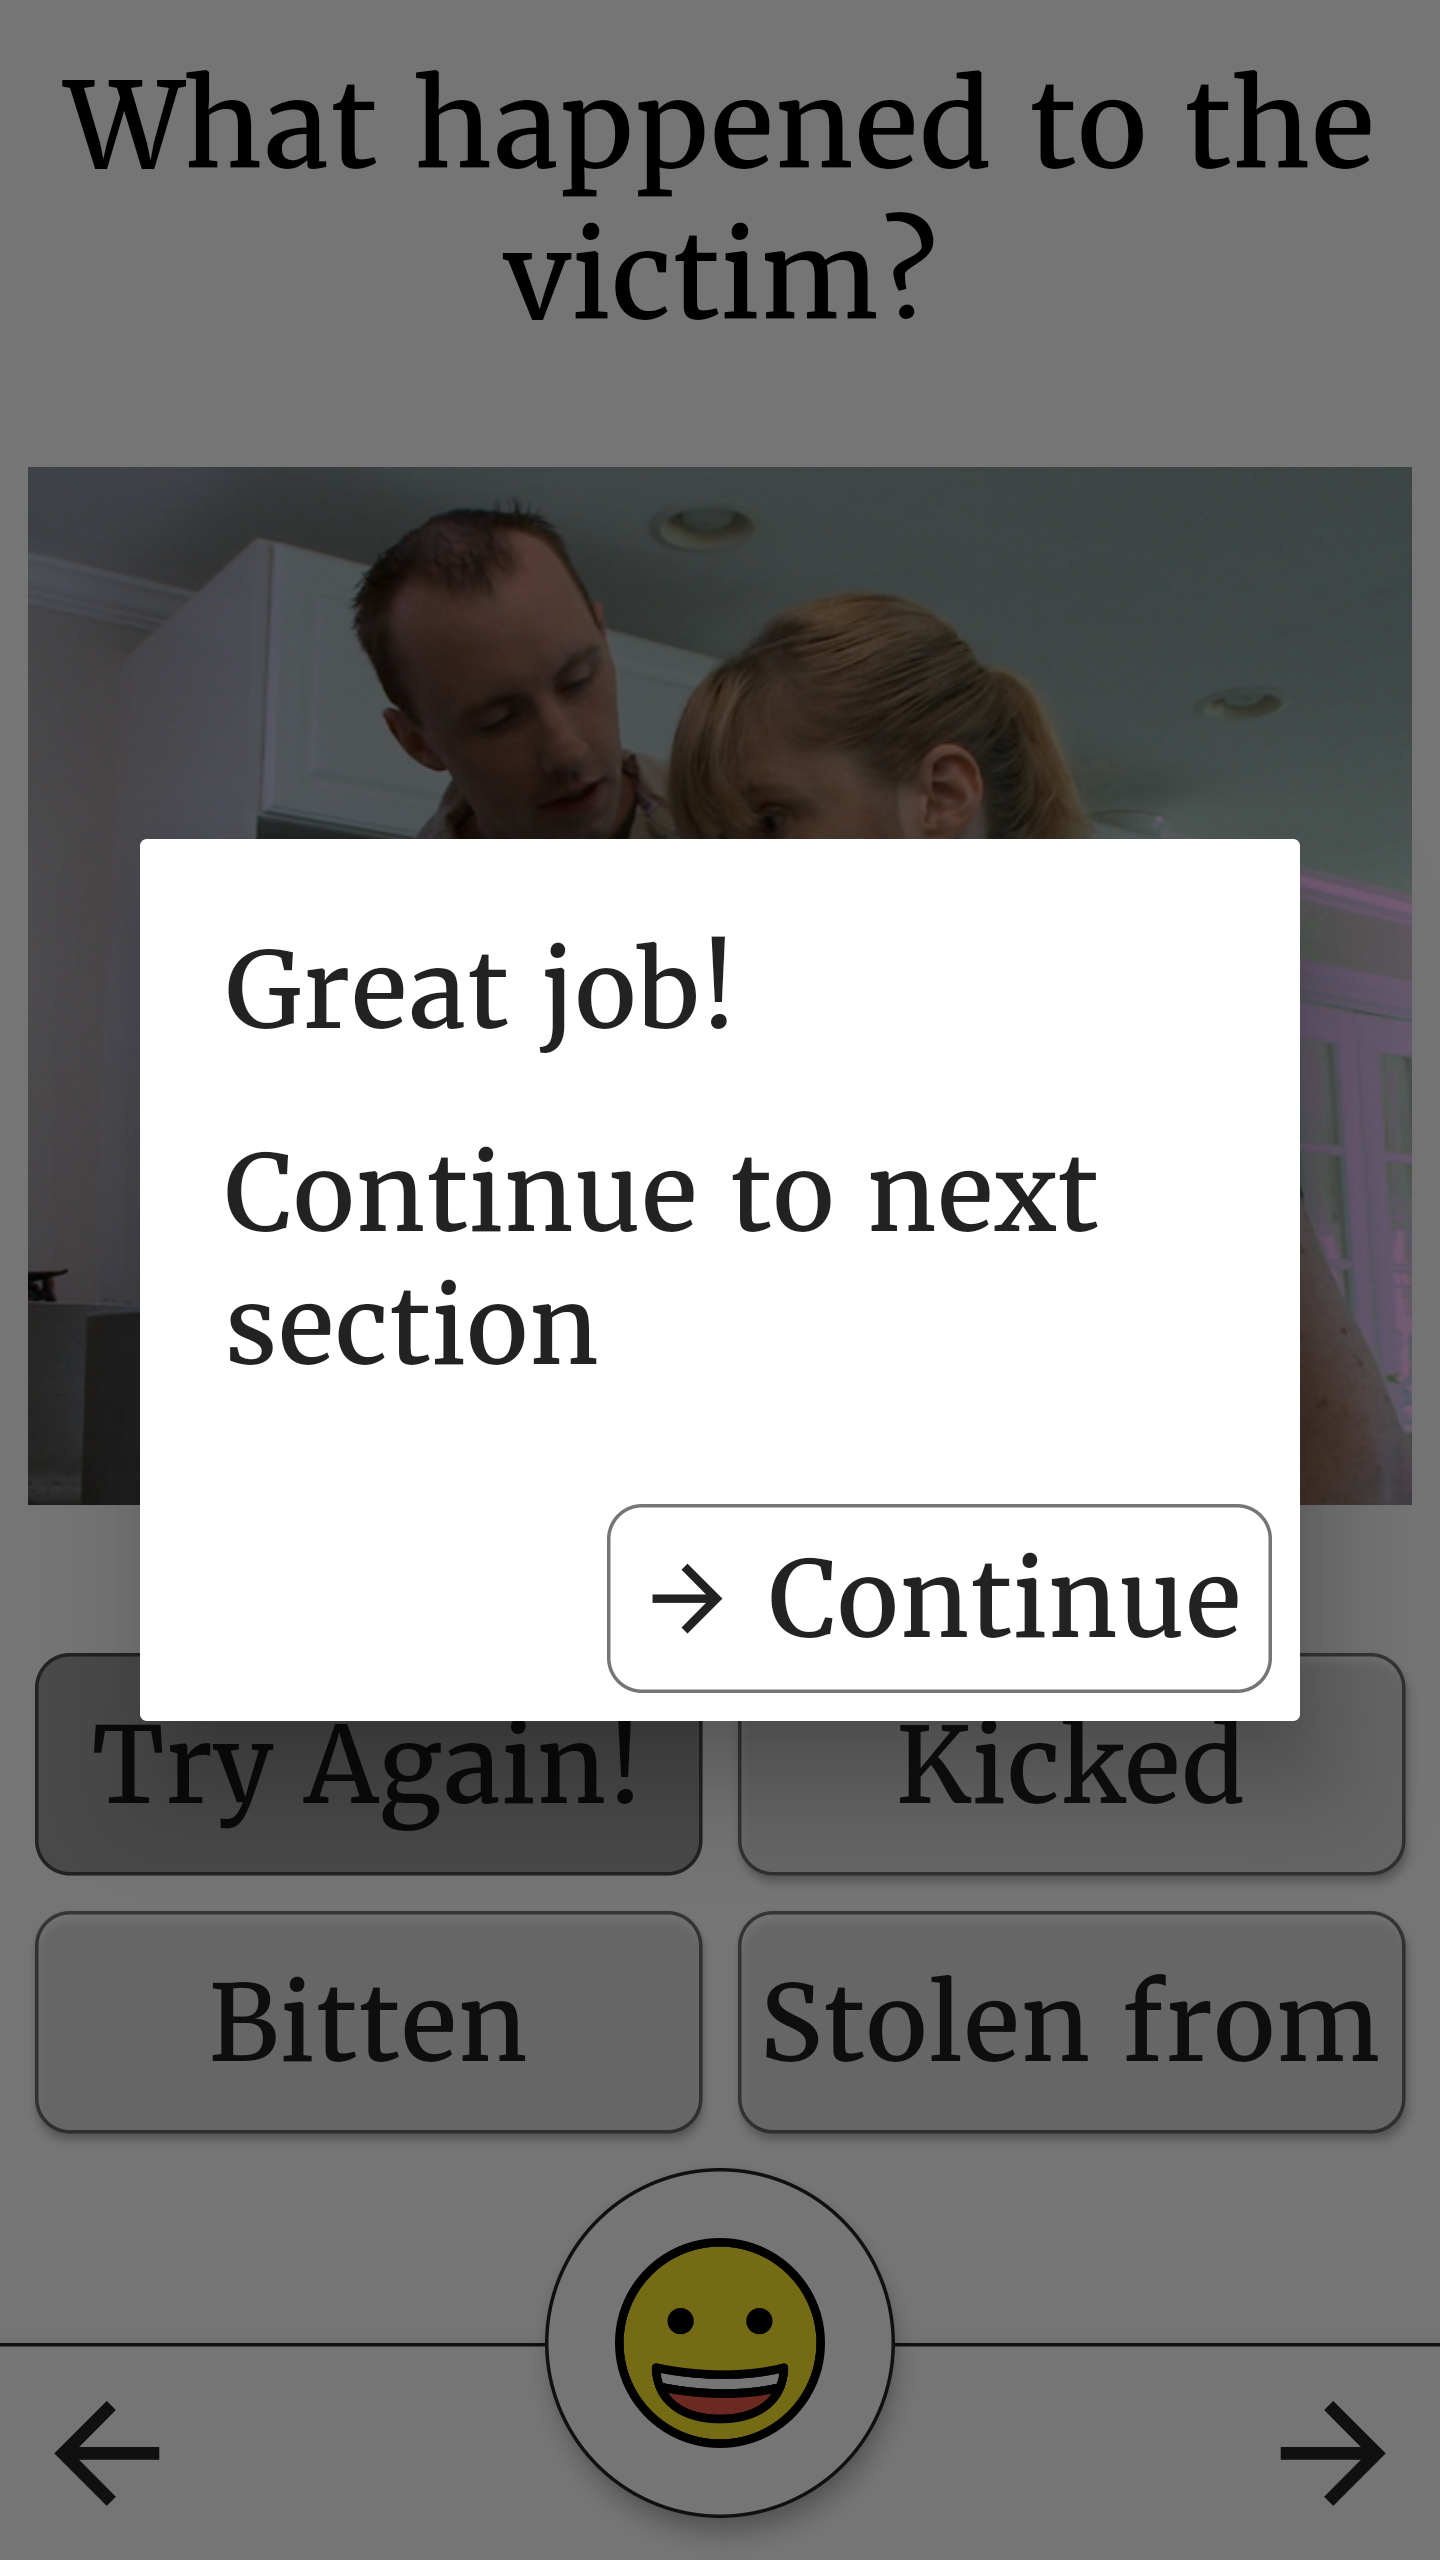 What happened to the
victim?
Great job!
Continue to next
section
Continue
Try Again!
Kicked
Bitten
Stolen from